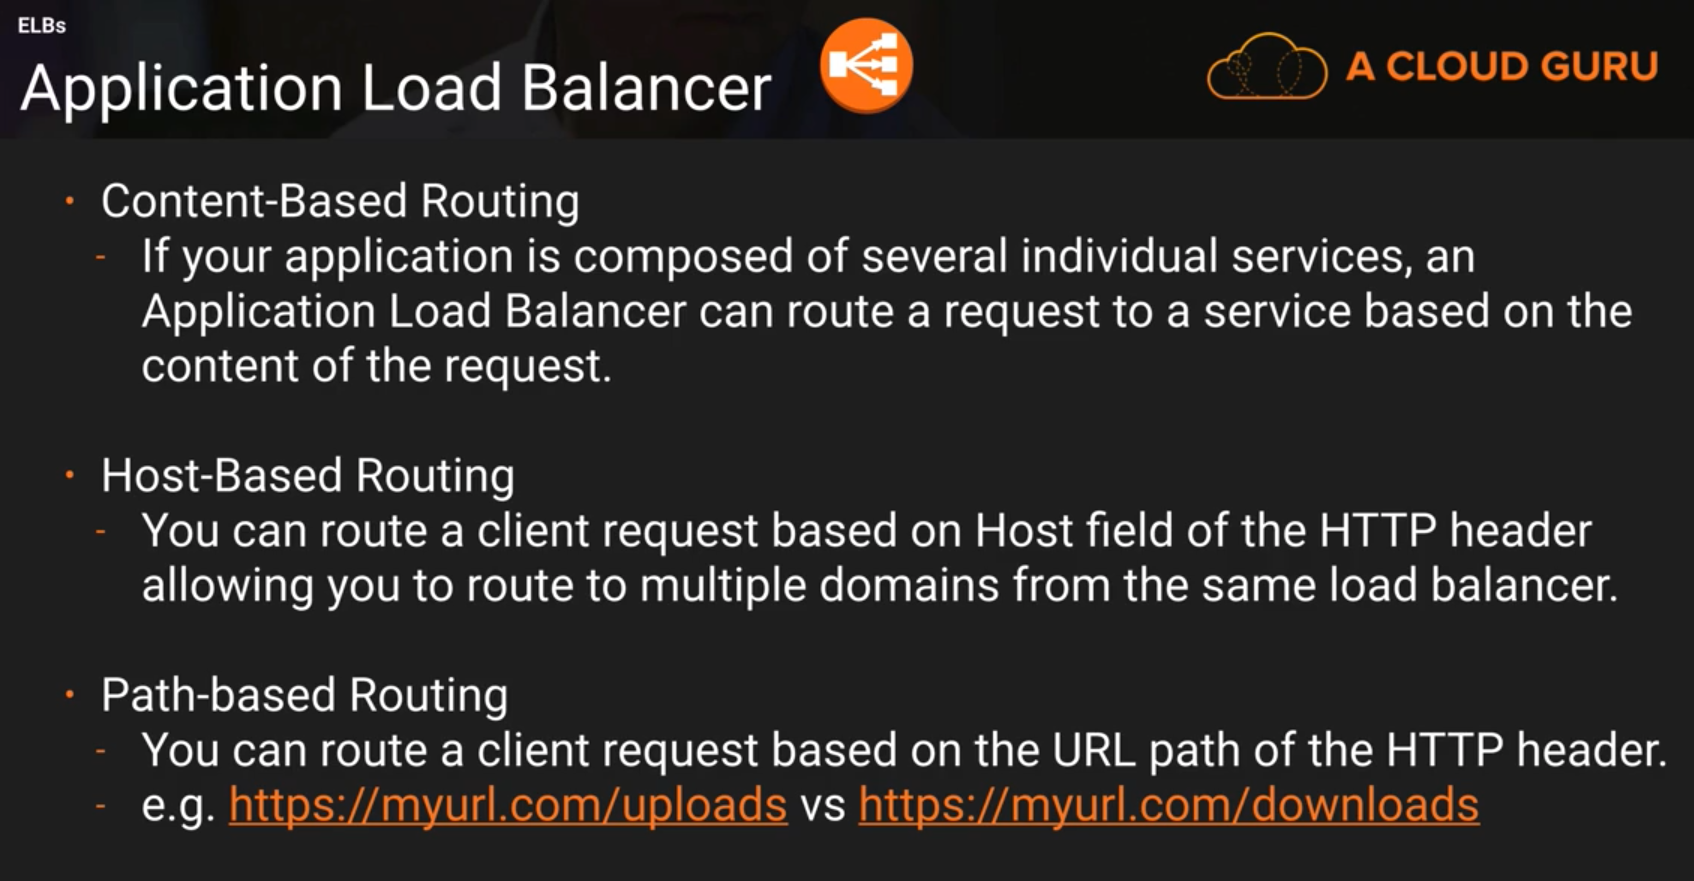 ELBs
Application Load Balancer
A CLOUD GURU
• Content-Based Routing
- If your application is composed of several individual services, an
Application Load Balancer can route a request to a service based on the
content of the request.
• Host-Based Routing
- You can route a client request based on Host field of the HTTP header
allowing you to route to multiple domains from the same load balancer.
• Path-based Routing
- You can route a client request based on the URL path of the HTTP header.
- e.g. https://myurl.com/uploads vs https://myurl.com/downloads